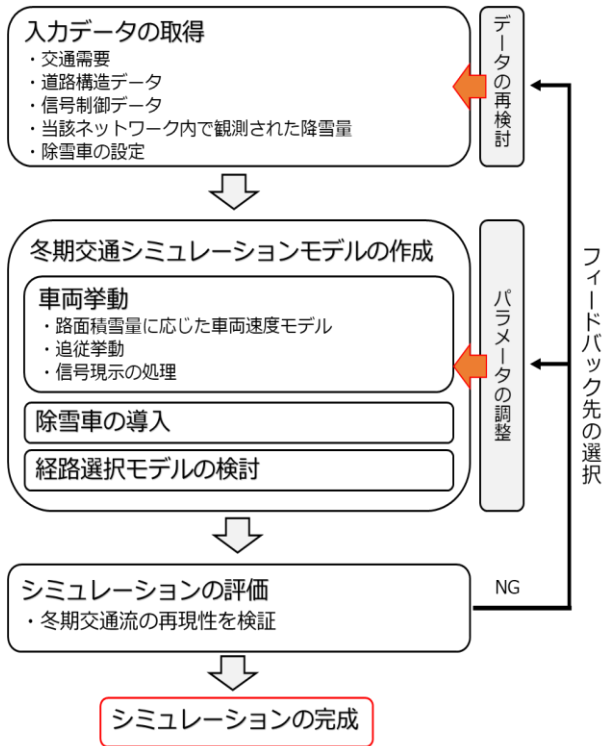 入力データの取得
・交通需要
・道路構造データ
・信号制御データ
・当該ネットワーク内で観測された降雪量
・除雪車の設定
データの再検討
冬期交通シミュレーションモデルの作成
車両挙動
・路面積雪量に応じた車両速度モデル
・追従挙動
・信号現示の処理
除雪車の導入
経路選択モデルの検討
パラメータの調整
フィードバック先の選択
シミュレーションの評価
・冬期交通流の再現性を検証
NG
シミュレーションの完成